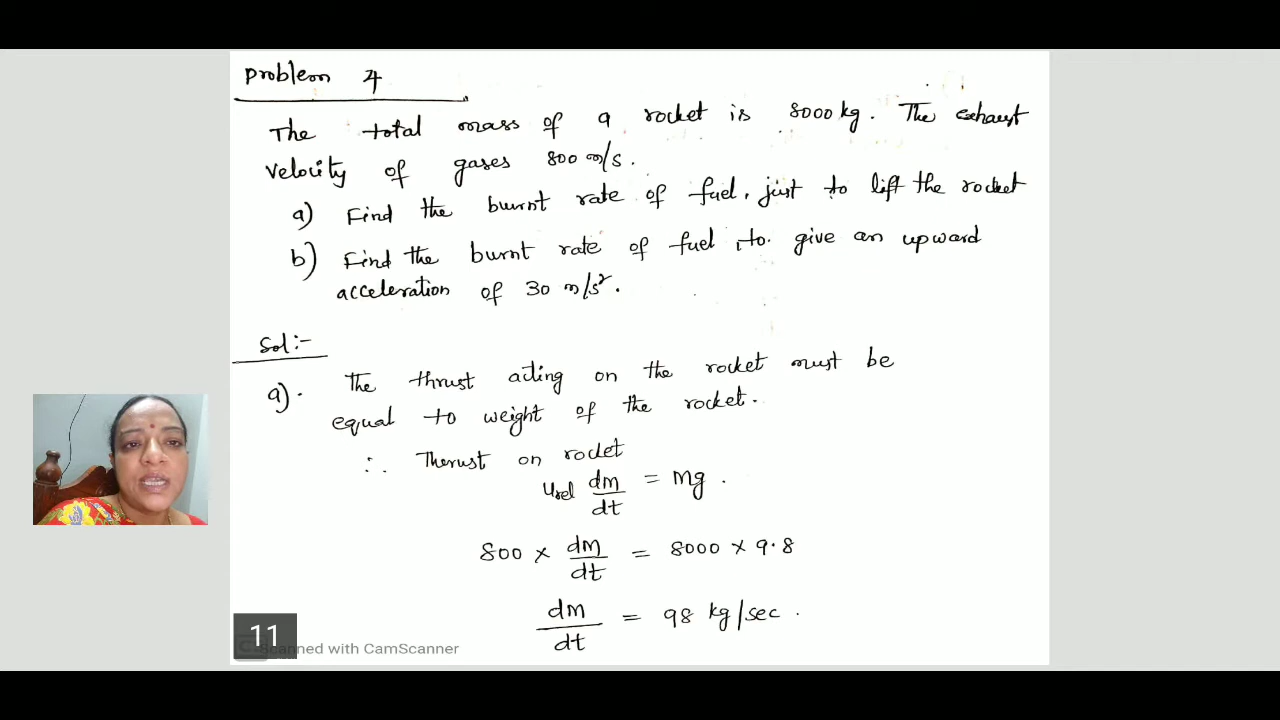 Problem 4
The total mass of a rocket is 8000 kg. The exhaust
velocity of gases 800 m/s.
a) Find the burnt rate of fuel, just to lift the rocket
b) Find the burnt rate of fuel, to give an upward
acceleration of 30 m/s².
Sol:-
a). The thrust acting on the rocket must be
equal to weight of the rocket.
∴ Therust on rocket
u_rel dm/dt = Mg.
800 × dM/dt = 8000 × 9.8
dM/dt = 98 kg/sec.
11
nned with CamScanner